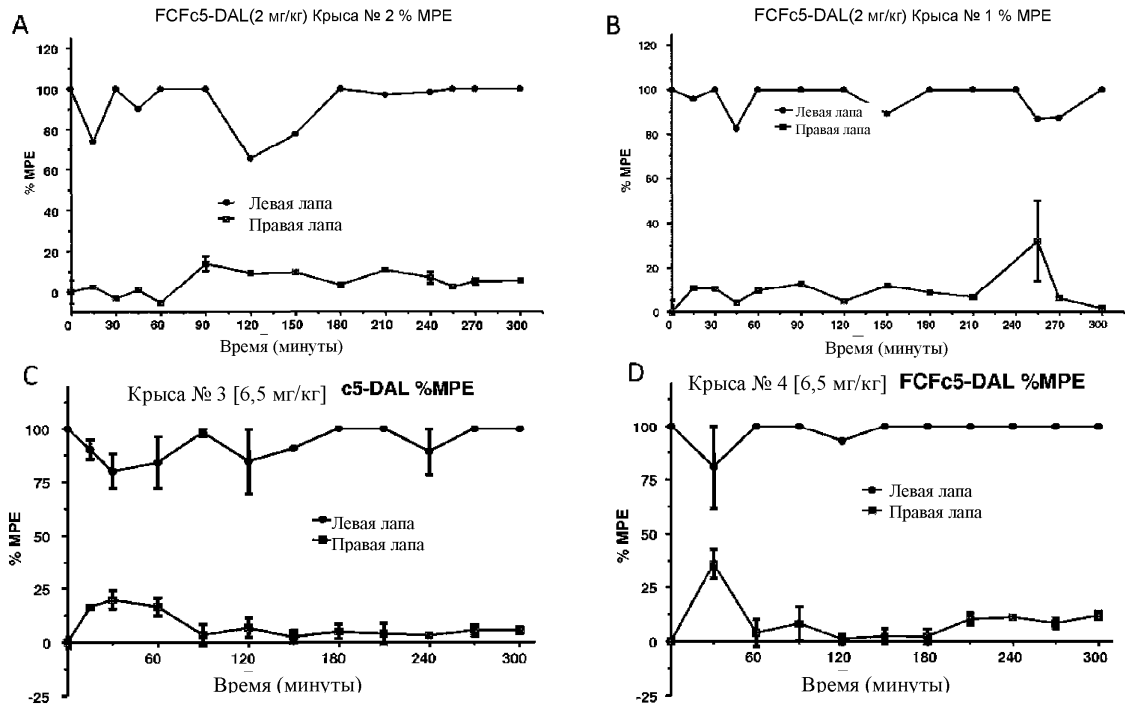 A
FCFc5-DAL(2 мг/кг) Крыса № 2 % MPE
120
100
80
60
40
20
0
% MPE
Левая лапа
Правая лапа
0 30 60 90 120 150 180 210 240 270 300
Время (минуты)
B
FCFc5-DAL(2 мг/кг) Крыса № 1 % MPE
120
100
80
60
40
20
0
% MPE
Левая лапа
Правая лапа
0 30 60 90 120 150 180 210 240 270 300
Время (минуты)
C
Крыса № 3 [6,5 мг/кг] c5-DAL %MPE
100
75
50
25
0
-25
% MPE
Левая лапа
Правая лапа
60 120 180 240 300
Время (минуты)
D
Крыса № 4 [6,5 мг/кг] FCFc5-DAL %MPE
100
75
50
25
0
-25
% MPE
Левая лапа
Правая лапа
60 120 180 240 300
Время (минуты)